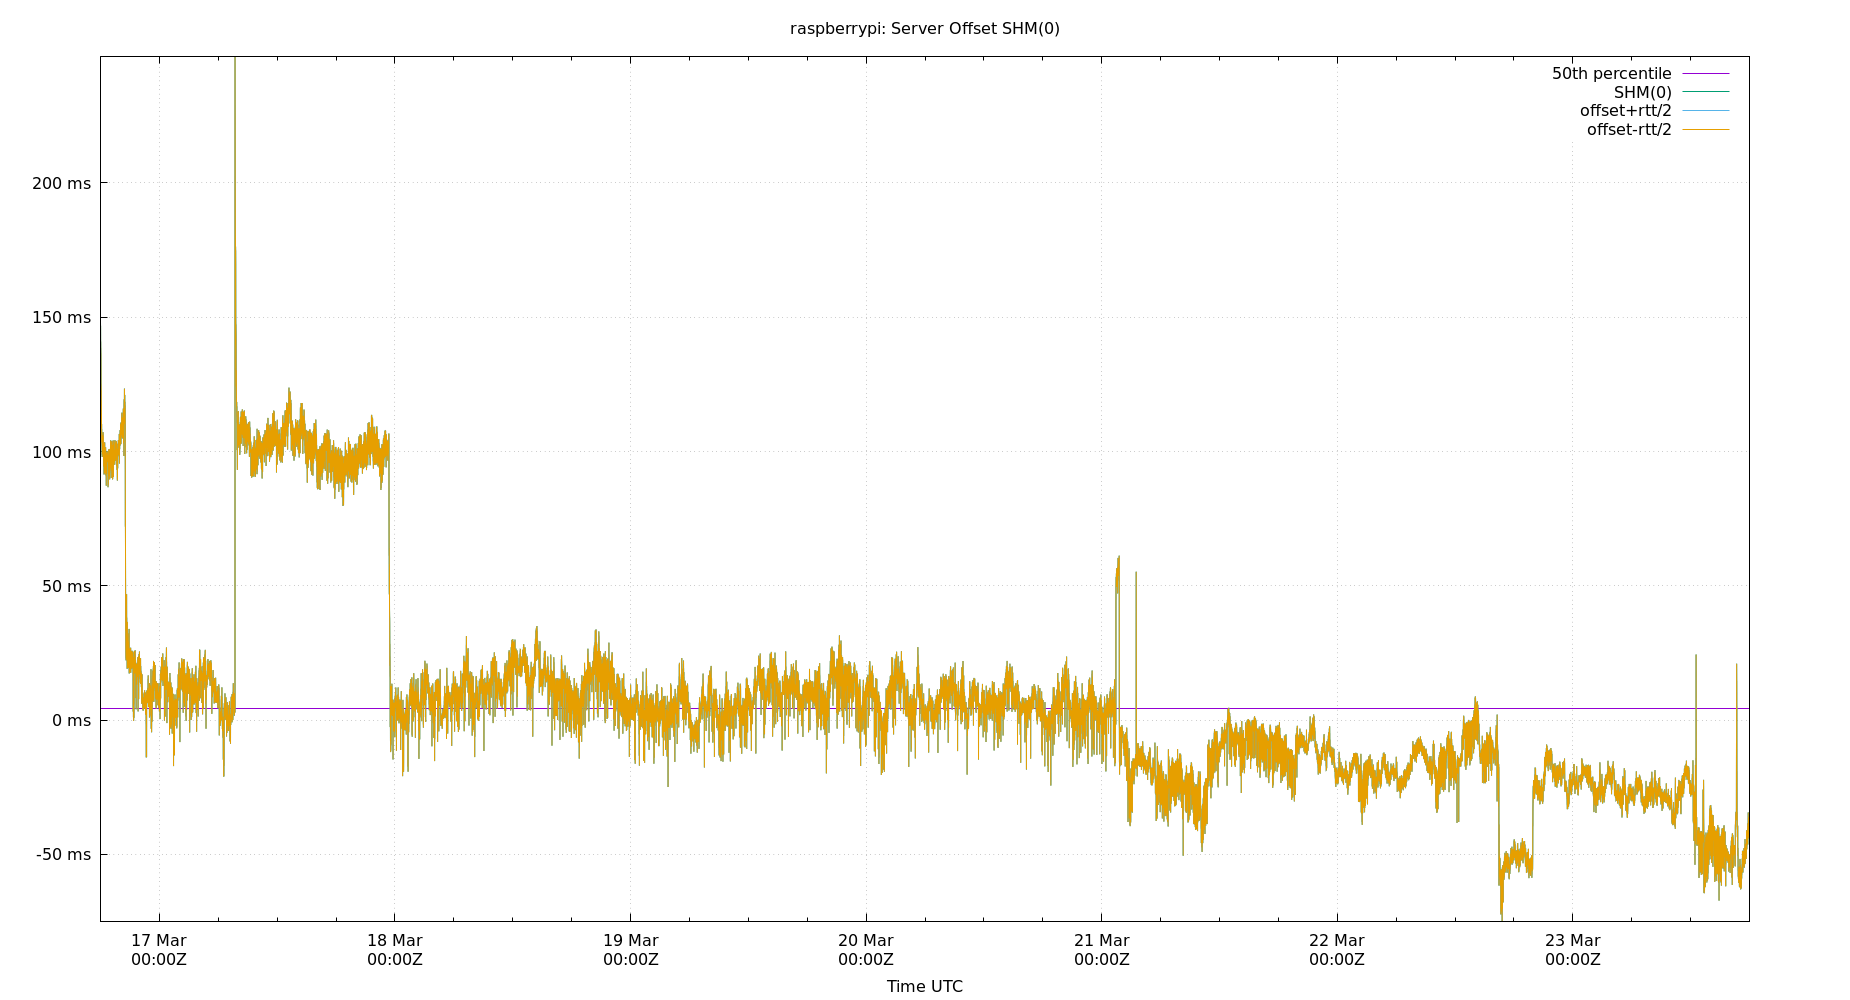 raspberrypi: Server Offset SHM(0)
50th percentile
SHM(0)
offset+rtt/2
offset-rtt/2
200 ms
150 ms
100 ms
50 ms
0 ms
-50 ms
17 Mar 18 Mar 19 Mar 20 Mar 21 Mar 22 Mar 23 Mar
00:00Z 00:00Z 00:00Z 00:00Z 00:00Z 00:00Z 00:00Z
Time UTC